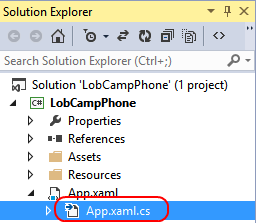 Solution Explorer
Search Solution Explorer (Ctrl+;)
Solution 'LobCampPhone' (1 project)
C# LobCampPhone
Properties
References
Assets
Resources
App.xaml
App.xaml.cs